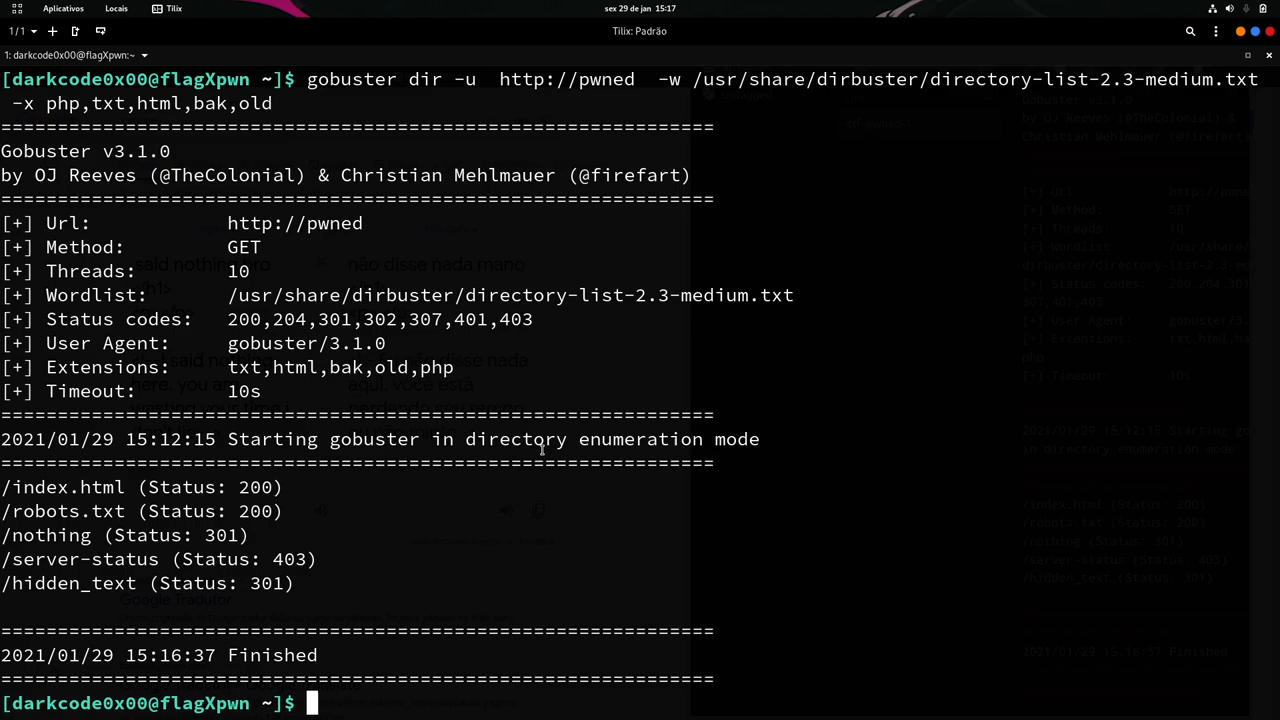 Aplicativos Locais Tilix sex 29 de jan 15:17
1/1 Tilix: Padrão
1: darkcode0x00@flagXpwn:~
[darkcode0x00@flagXpwn ~]$ gobuster dir -u  http://pwned  -w /usr/share/dirbuster/directory-list-2.3-medium.txt
 -x php,txt,html,bak,old
===============================================================
Gobuster v3.1.0
by OJ Reeves (@TheColonial) & Christian Mehlmauer (@firefart)
===============================================================
[+] Url:            http://pwned
[+] Method:         GET
[+] Threads:        10
[+] Wordlist:       /usr/share/dirbuster/directory-list-2.3-medium.txt
[+] Status codes:   200,204,301,302,307,401,403
[+] User Agent:     gobuster/3.1.0
[+] Extensions:     txt,html,bak,old,php
[+] Timeout:        10s
===============================================================
2021/01/29 15:12:15 Starting gobuster in directory enumeration mode
===============================================================
/index.html (Status: 200)
/robots.txt (Status: 200)
/nothing (Status: 301)
/server-status (Status: 403)
/hidden_text (Status: 301)
===============================================================
2021/01/29 15:16:37 Finished
===============================================================
[darkcode0x00@flagXpwn ~]$